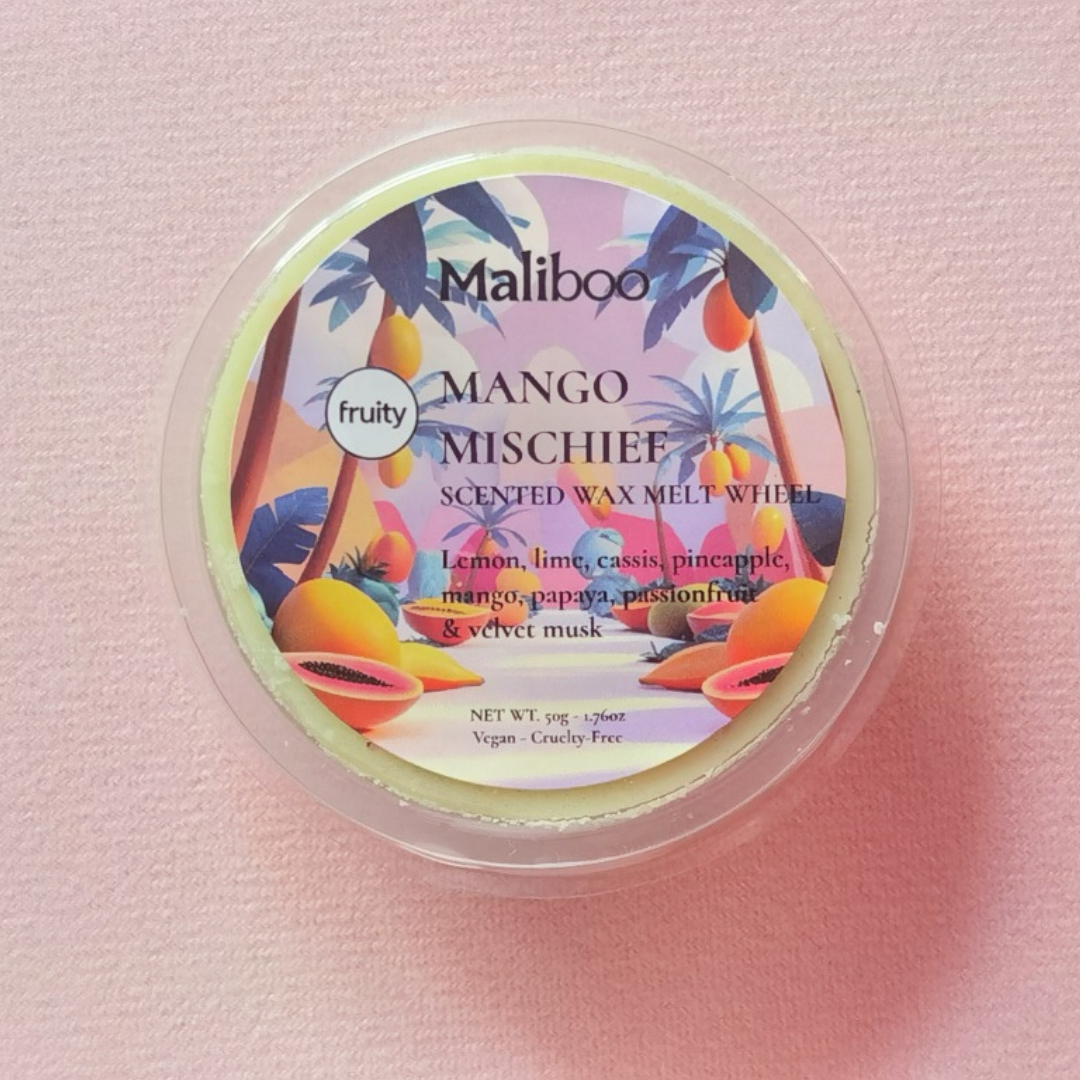 Maliboo
fruity
MANGO
MISCHIEF
SCENTED WAX MELT WHEEL
Lemon, lime, cassis, pineapple,
mango, papaya, passionfruit
& velvet musk
NET WT. 50g - 1.76oz
Vegan - Cruelty-Free